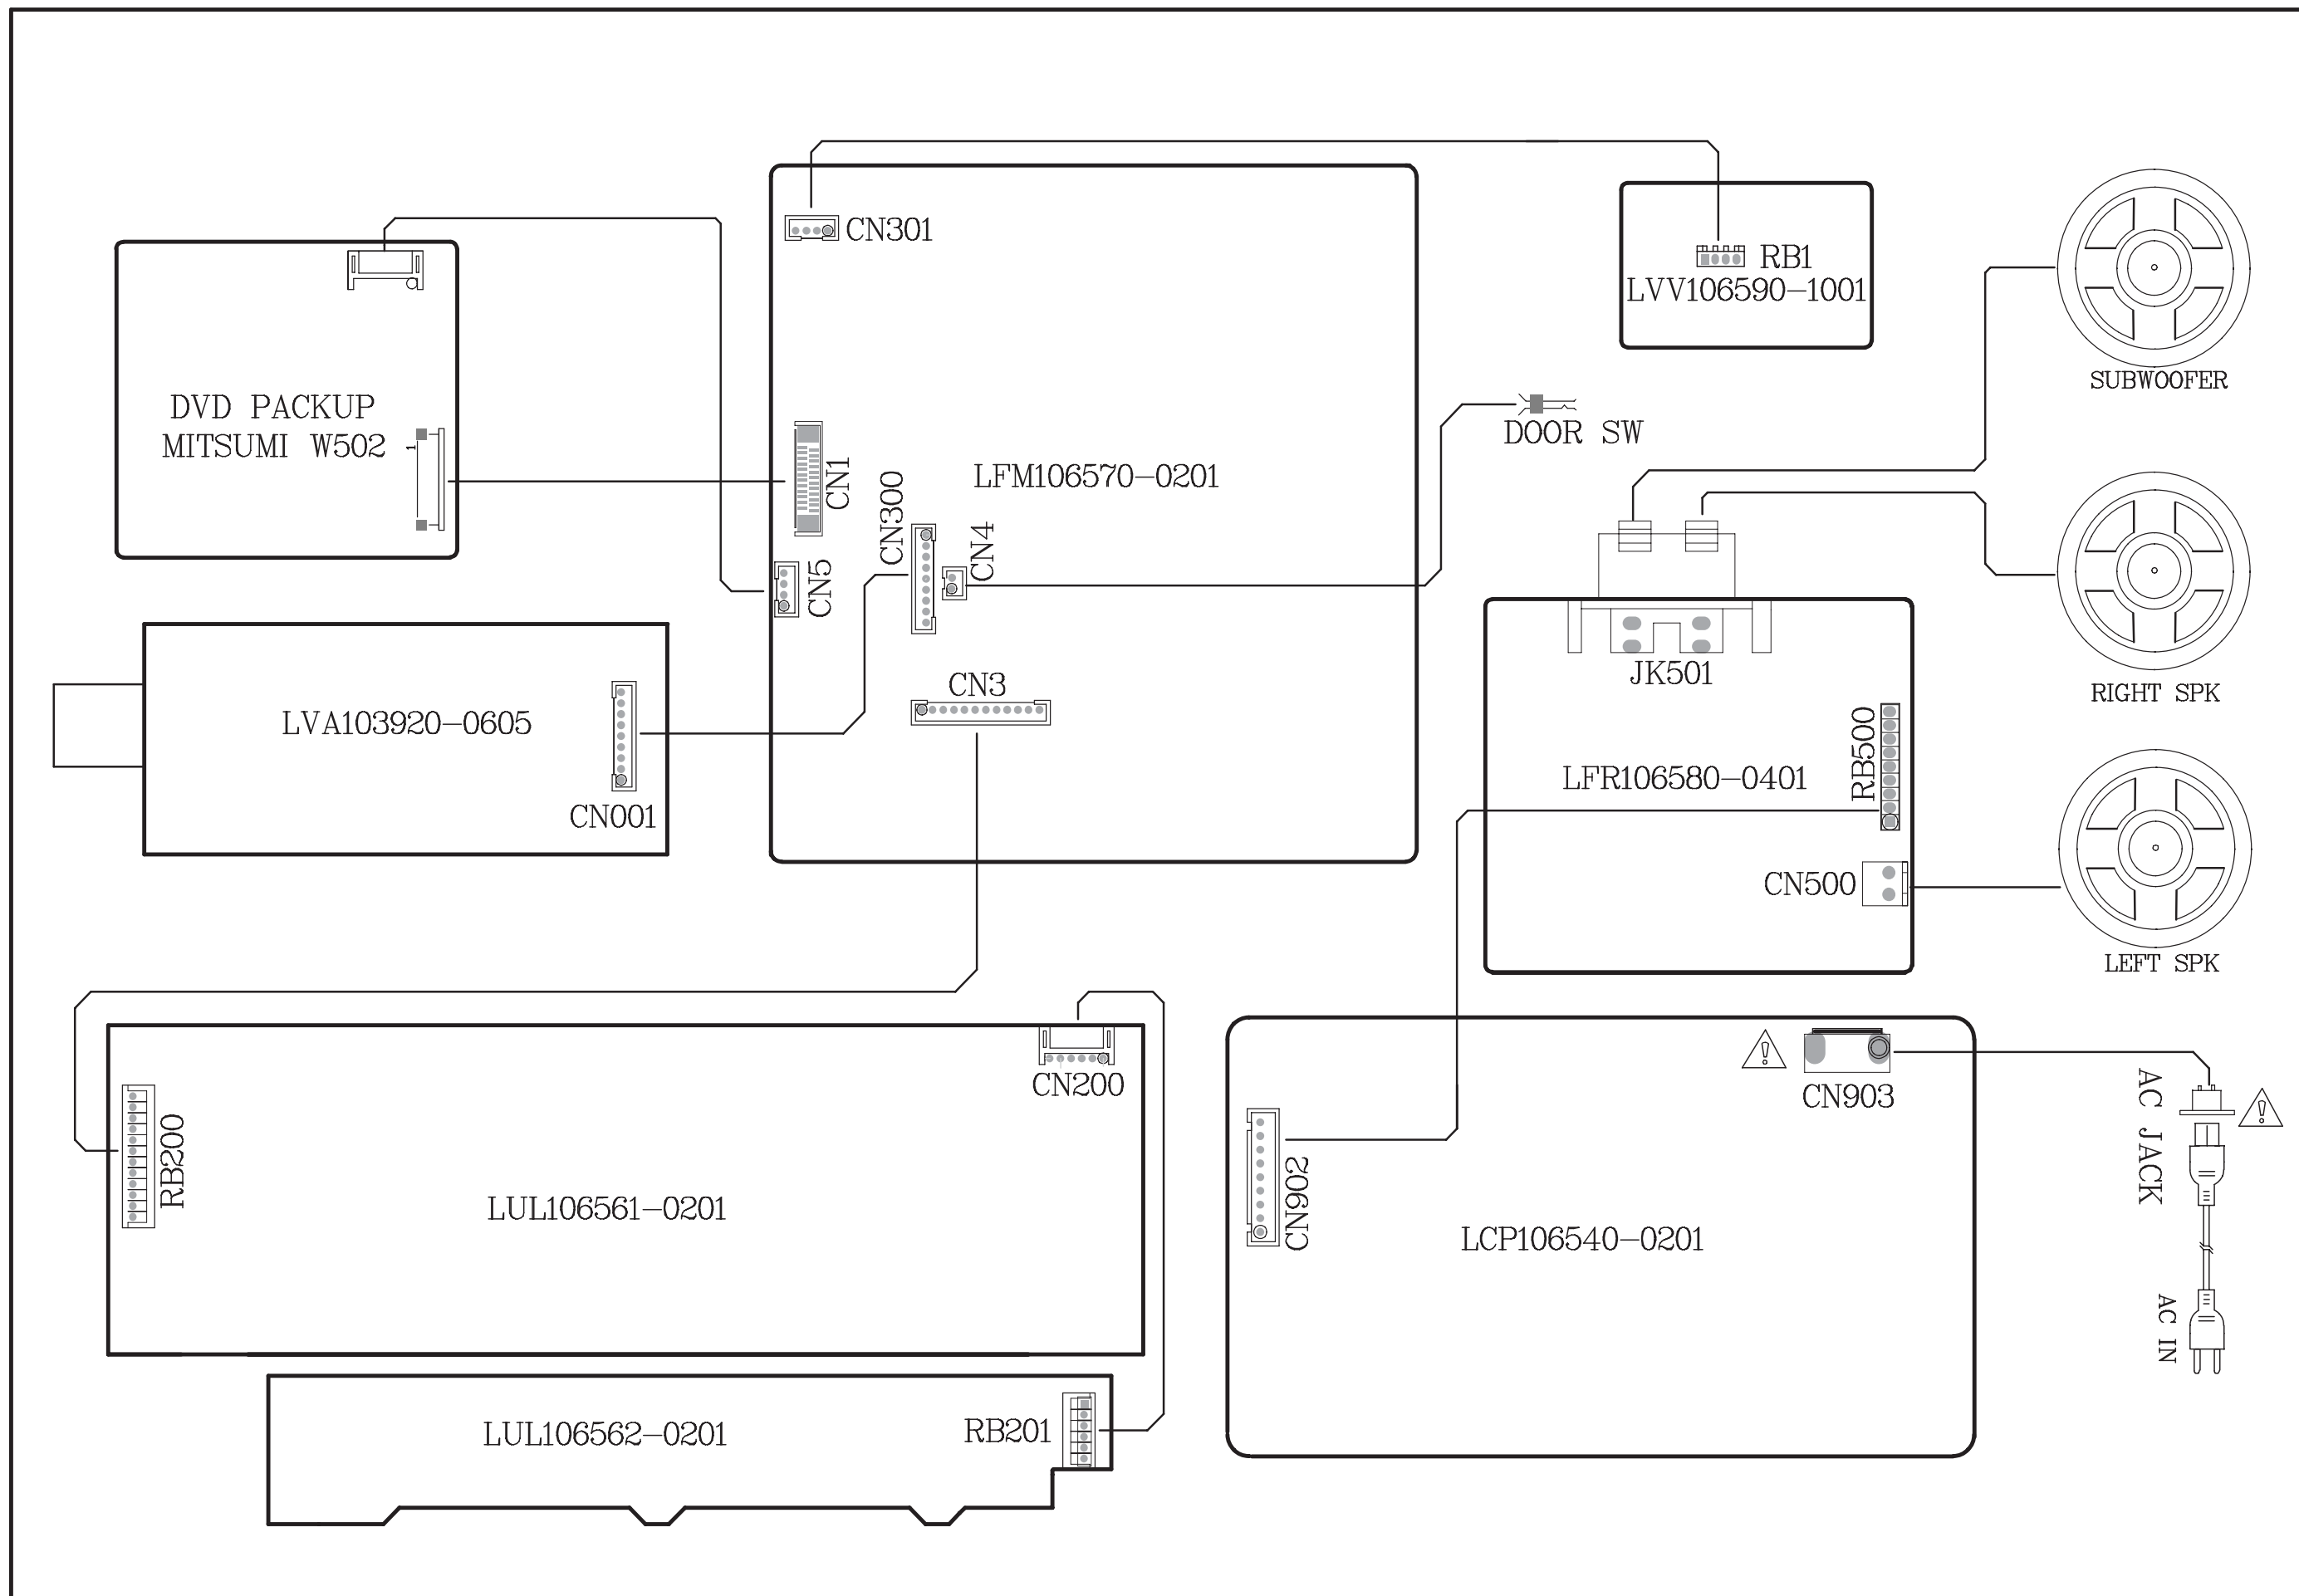 CN301
RB1
LVV106590-1001
SUBWOOFER
DVD PACKUP
MITSUMI W502
1
CN1
LFM106570-0201
DOOR SW
CN300
CN4
CN5
JK501
RIGHT SPK
CN3
LVA103920-0605
CN001
LFR106580-0401
RB500
CN500
LEFT SPK
CN200
RB200
LUL106561-0201
CN903
AC JACK
CN902
LCP106540-0201
AC IN
LUL106562-0201
RB201